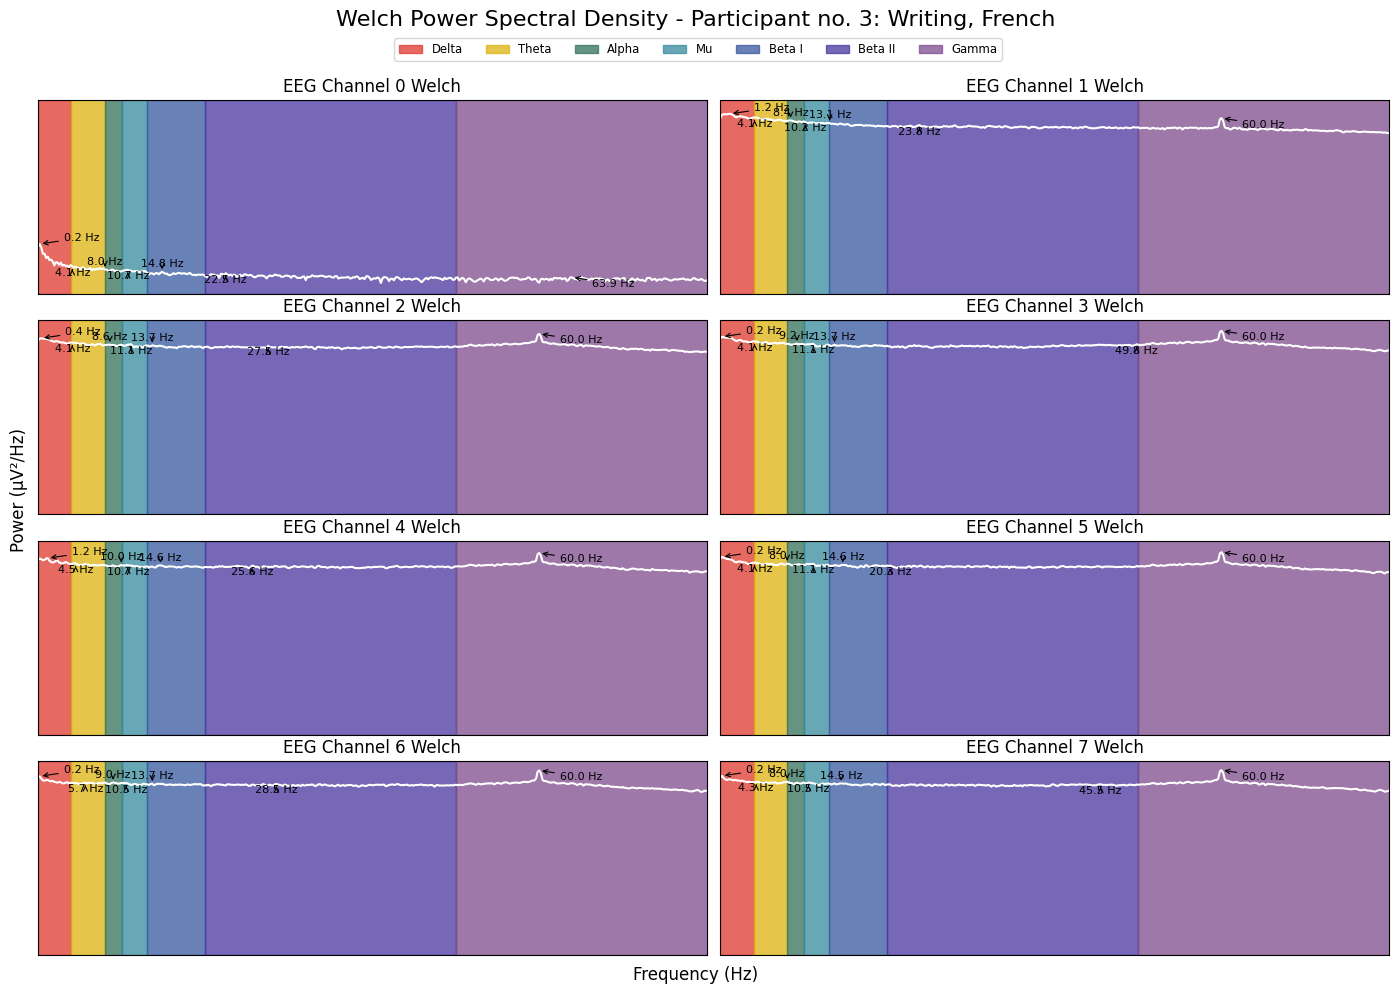 Welch Power Spectral Density - Participant no. 3: Writing, French
Delta Theta Alpha Mu Beta I Beta II Gamma
EEG Channel 0 Welch
0.2 Hz
4.1 Hz
8.0 Hz
10.7 Hz
14.8 Hz
22.5 Hz
63.9 Hz
EEG Channel 1 Welch
1.2 Hz
4.1 Hz
8.4 Hz
10.2 Hz
13.1 Hz
23.8 Hz
60.0 Hz
EEG Channel 2 Welch
0.4 Hz
4.1 Hz
8.6 Hz
11.1 Hz
13.7 Hz
27.5 Hz
60.0 Hz
EEG Channel 3 Welch
0.2 Hz
4.1 Hz
9.2 Hz
11.1 Hz
13.7 Hz
49.8 Hz
60.0 Hz
EEG Channel 4 Welch
1.2 Hz
4.5 Hz
10.0 Hz
10.7 Hz
14.6 Hz
25.6 Hz
60.0 Hz
EEG Channel 5 Welch
0.2 Hz
4.1 Hz
8.0 Hz
11.1 Hz
14.6 Hz
60.0 Hz
EEG Channel 6 Welch
0.2 Hz
5.7 Hz
9.0 Hz
10.5 Hz
13.7 Hz
28.5 Hz
60.0 Hz
EEG Channel 7 Welch
0.2 Hz
4.3 Hz
8.0 Hz
10.5 Hz
45.5 Hz
60.0 Hz
Power (μV²/Hz)
Frequency (Hz)